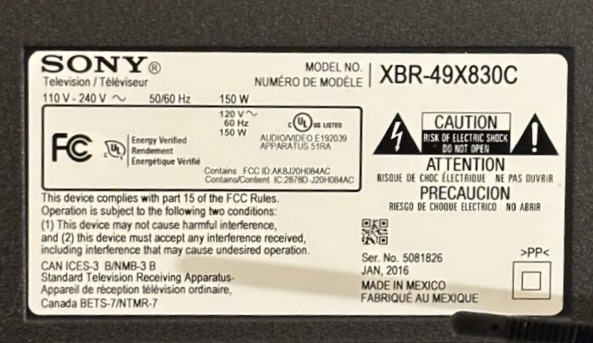 SONY®
Television / Téléviseur
MODEL NO.
NUMÉRO DE MODÈLE
XBR-49X830C
110 V - 240 V ~ 50/60 Hz 150 W
120 V ~
60 Hz
150 W
c UL US LISTED
AUDIO/VIDEO E192039
APPARATUS 51RA
FC
UL
Energy Verified
Rendement
Énergétique Vérifié
Contains FCC ID:AK8J20H084AC
Contains/Content IC:2878D-J20H084AC
CAUTION
RISK OF ELECTRIC SHOCK
DO NOT OPEN
ATTENTION
RISQUE DE CHOC ÉLECTRIQUE NE PAS OUVRIR
PRECAUCION
RIESGO DE CHOQUE ELECTRICO NO ABRIR
This device complies with part 15 of the FCC Rules.
Operation is subject to the following two conditions:
(1) This device may not cause harmful interference,
and (2) this device must accept any interference received,
including interference that may cause undesired operation.
CAN ICES-3 B/NMB-3 B
Standard Television Receiving Apparatus-
Appareil de réception télévision ordinaire,
Canada BETS-7/NTMR-7
Ser. No. 5081826
JAN, 2016
MADE IN MEXICO
FABRIQUÉ AU MEXIQUE
>PP<